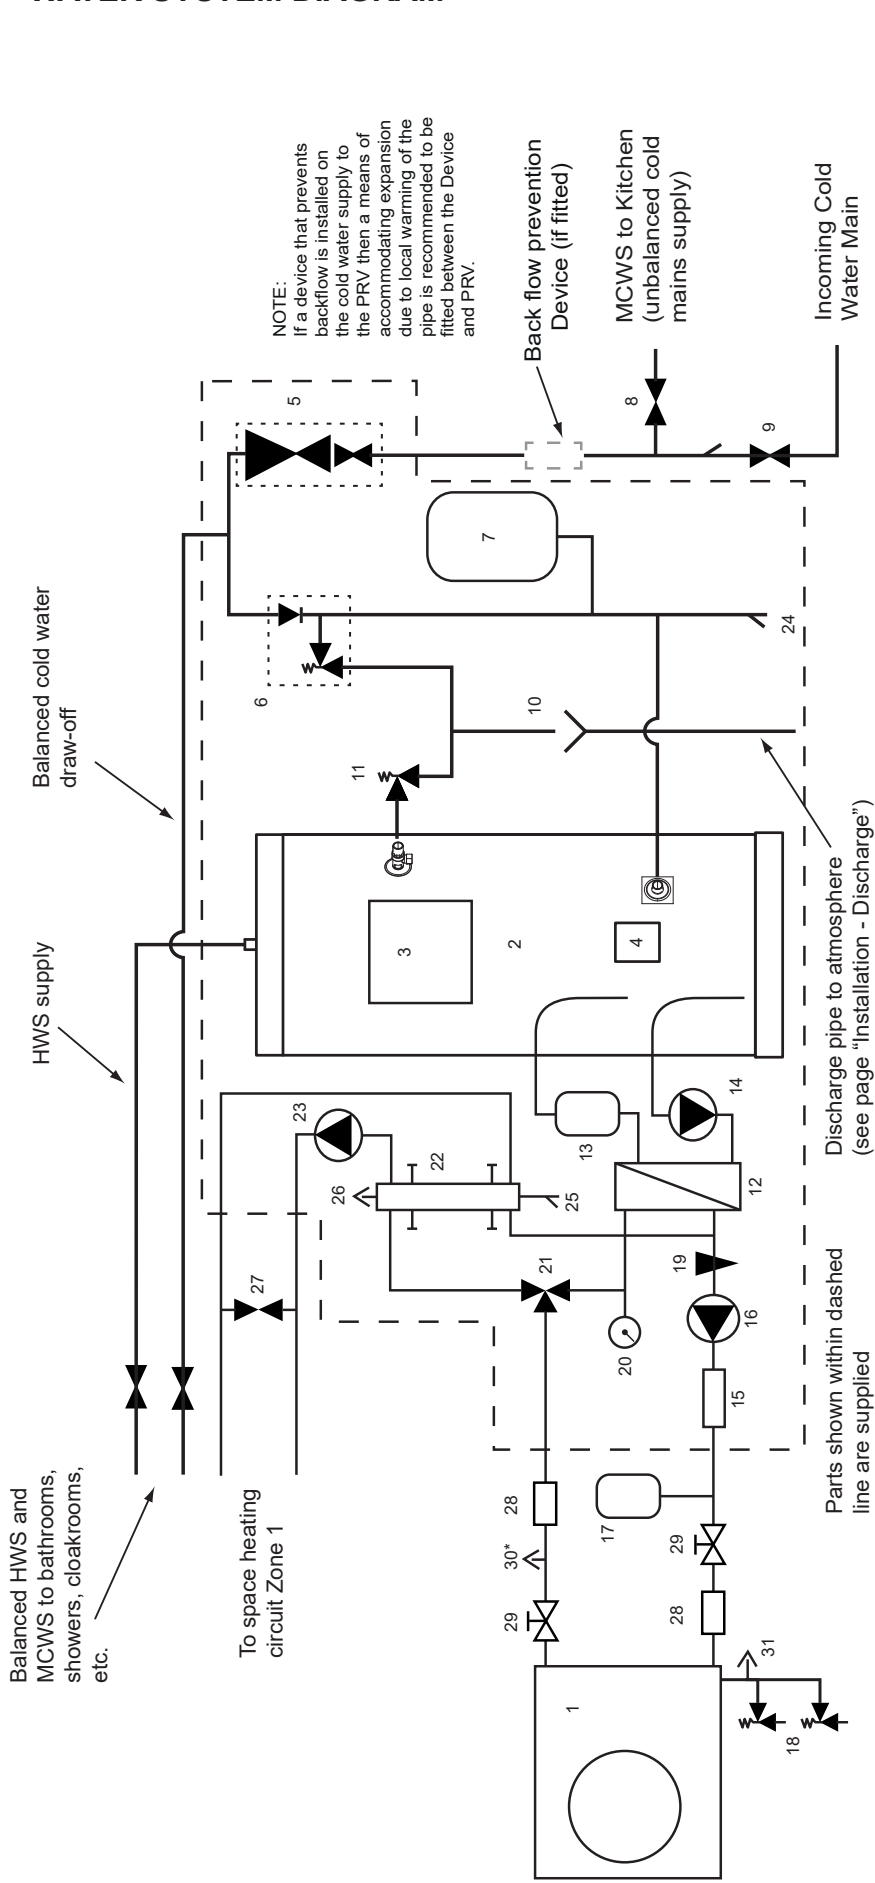 WATER SYSTEM DIAGRAM
Balanced HWS and
MCWS to bathrooms,
showers, cloakrooms,
etc.
HWS supply
Balanced cold water
draw-off
NOTE:
If a device that prevents
backflow is installed on
the cold water supply to
the PRV then a means of
accommodating expansion
due to local warming of the
pipe is recommended to be
fitted between the Device
and PRV.
To space heating
circuit Zone 1
27
23
26
22
25
6
5
11
3
2
4
10
7
Back flow prevention
Device (if fitted)
MCWS to Kitchen
(unbalanced cold
mains supply)
8
9
Incoming Cold
Water Main
24
13
14
12
21
19
20
16
15
28
30*
29
17
29
28
1
31
18
Parts shown within dashed
line are supplied
Discharge pipe to atmosphere
(see page “Installation - Discharge”)